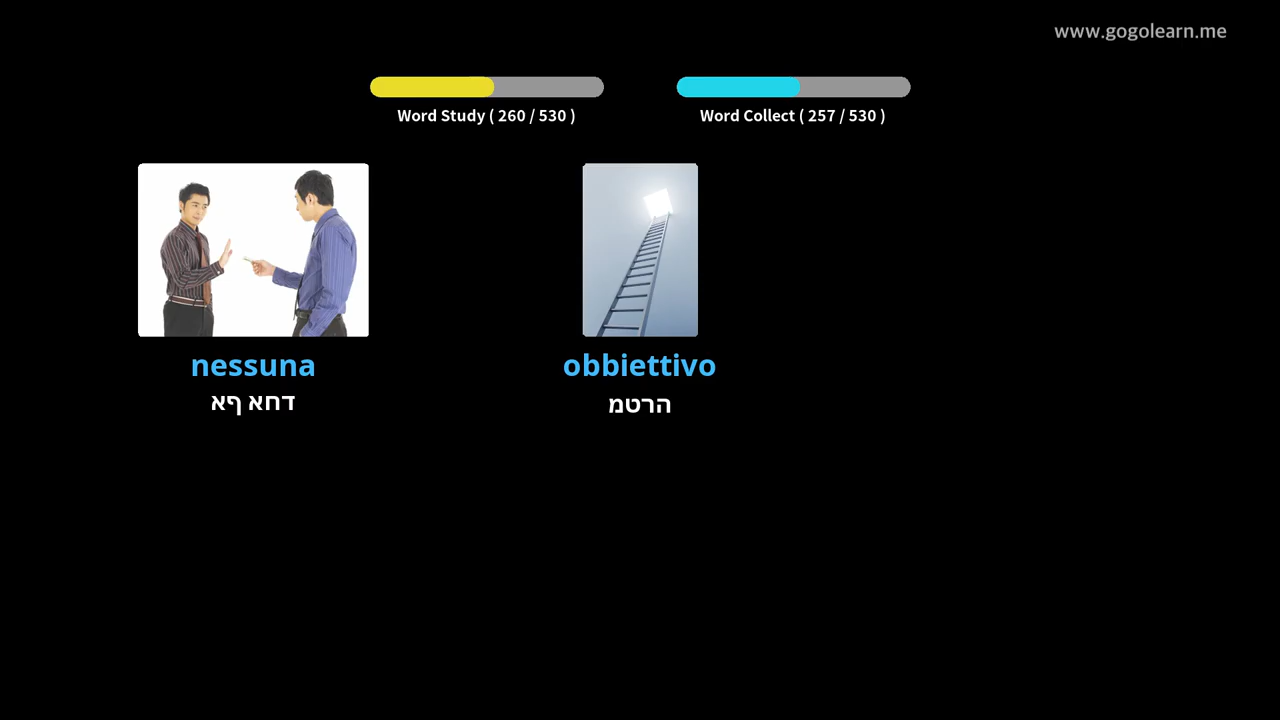 www.gogolearn.me
Word Study ( 260 / 530 )
Word Collect ( 257 / 530 )
nessuna
דחא ףא
obbiettivo
הרטמ